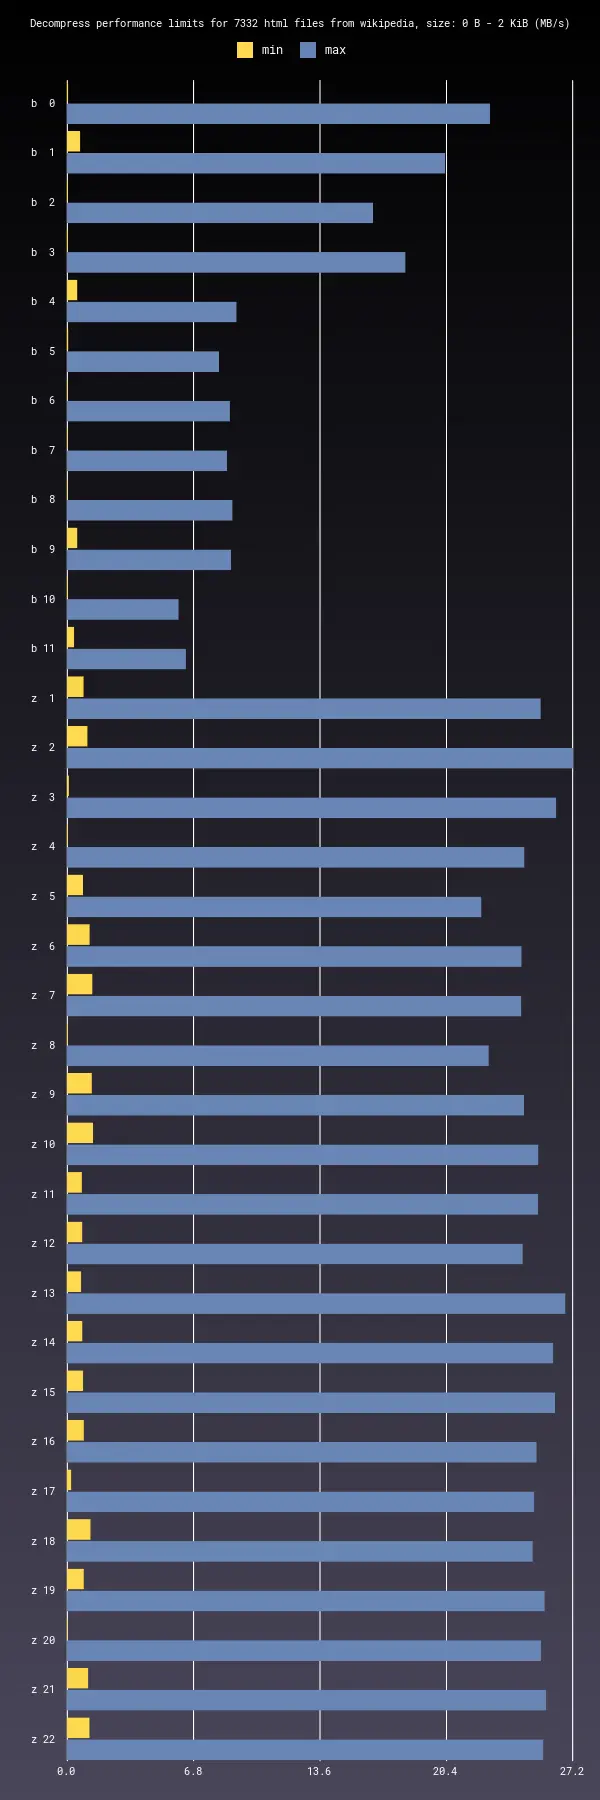 Decompress performance limits for 7332 html files from wikipedia, size: 0 B - 2 KiB (MB/s)
min max
b 0
b 1
b 2
b 3
b 4
b 5
b 6
b 7
b 8
b 9
b 10
b 11
z 1
z 2
z 3
z 4
z 5
z 6
z 7
z 8
z 9
z 10
z 11
z 12
z 13
z 14
z 15
z 16
z 17
z 18
z 19
z 20
z 21
z 22
0.0 6.8 13.6 20.4 27.2